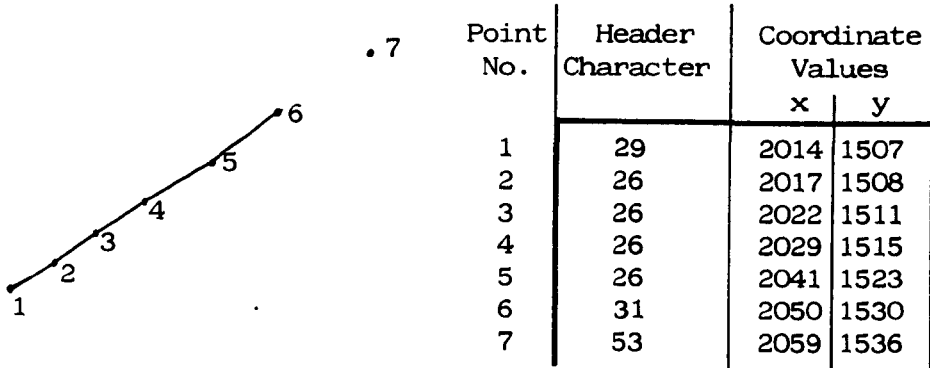 7
6
5
4
3
2
1
Point Header Coordinate
No. Character Values
x y
1 29 2014 1507
2 26 2017 1508
3 26 2022 1511
4 26 2029 1515
5 26 2041 1523
6 31 2050 1530
7 53 2059 1536